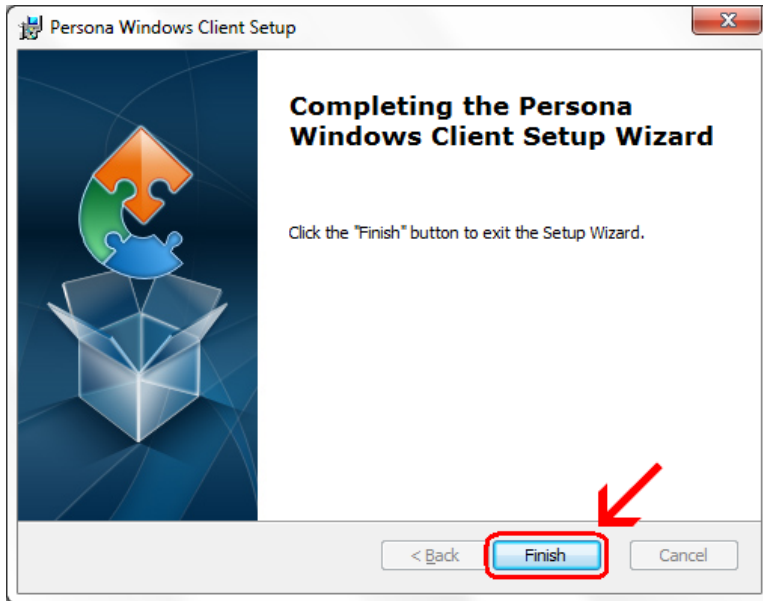 Persona Windows Client Setup
Completing the Persona
Windows Client Setup Wizard
Click the "Finish" button to exit the Setup Wizard.
< Back
Finish
Cancel